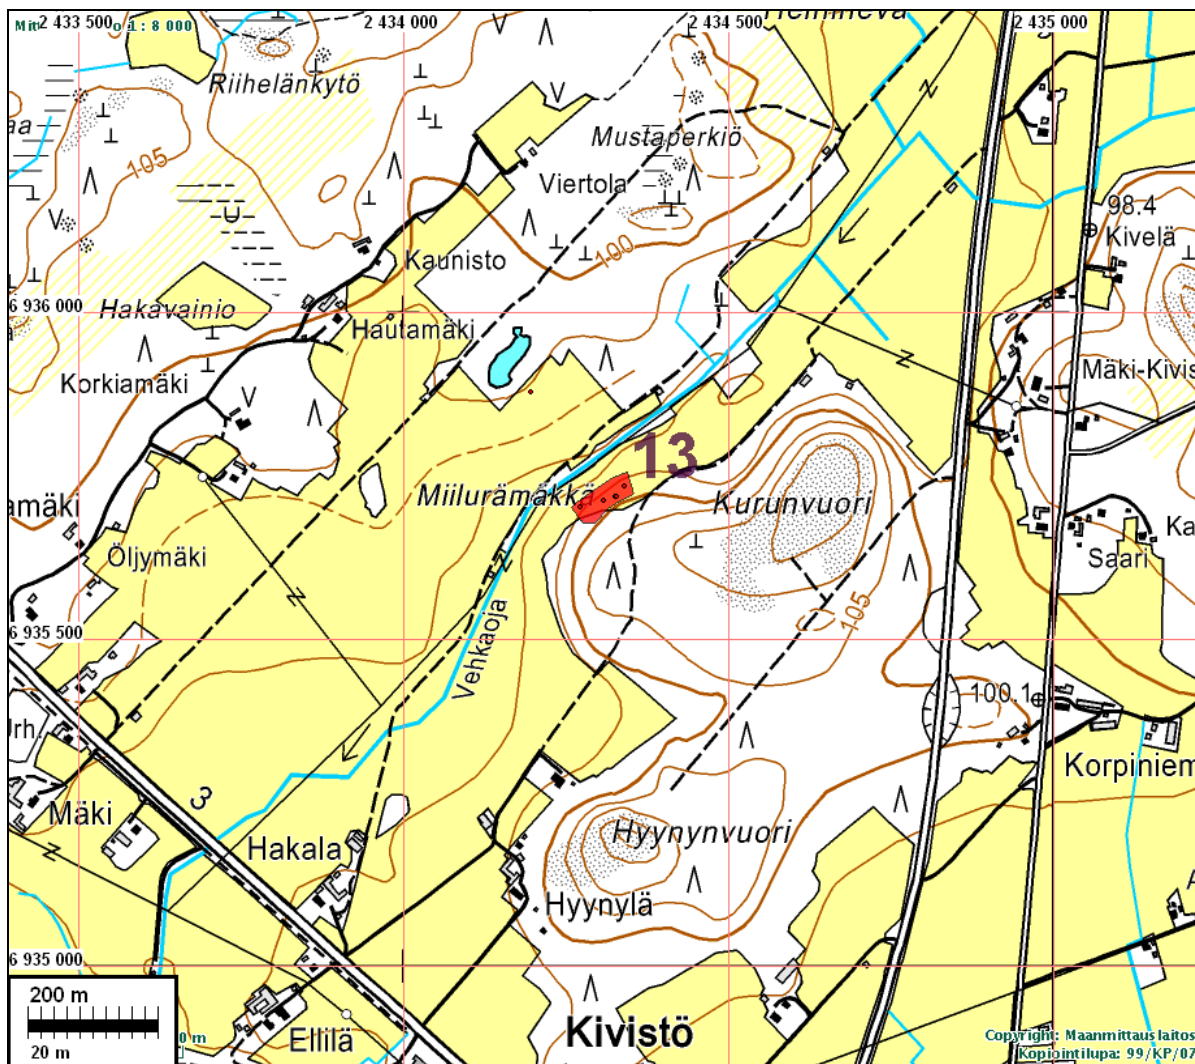 2 433 500
2 434 000
2 434 500
2 435 000
1 : 8 000
Riihelänkytö
105
Mustaperkiö
Viertola
98.4
Kivelä
Kaunisto
100
6 936 000
Hakavainio
Hautamäki
Korkiamäki
Mäki-Kivis
13
Miilurämäkkä
Kurunvuori
amäki
Öljymäki
Saari
Ka
105
6 935 500
Vehkaoja
100.1
Urh.
Korpiniem
Mäki
3
Hakala
Hyynynvuori
Hyynylä
6 935 000
200 m
20 m
0 m
Ellilä
Kivistö
Copyright: Maanmittauslaitos
Kopiointilupa: 99/KP/07